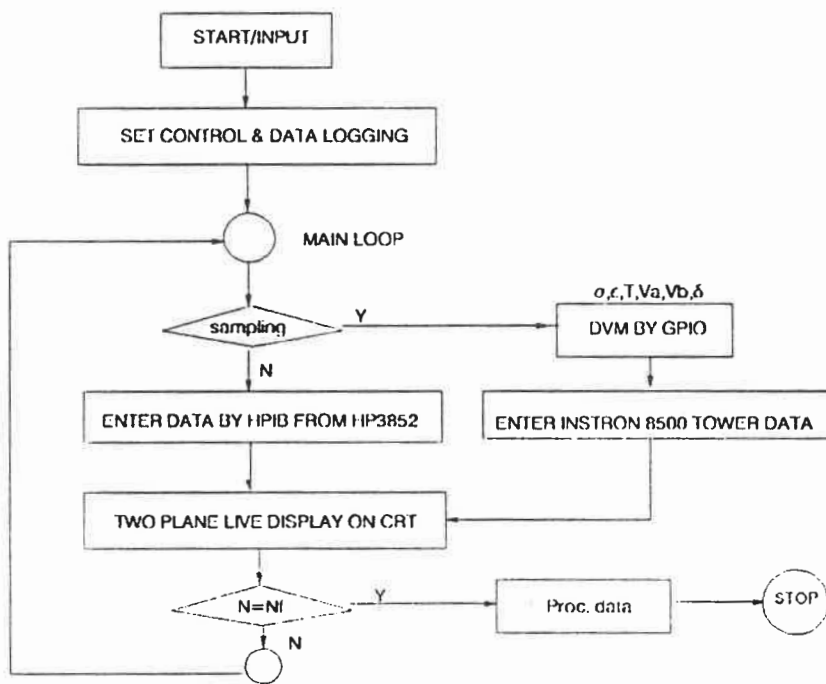 START/INPUT
SET CONTROL & DATA LOGGING
MAIN LOOP
σ,ε,T,Va,Vb,δ
sampling
Y
DVM BY GPIO
N
ENTER DATA BY HPIB FROM HP3852
ENTER INSTRON 8500 TOWER DATA
TWO PLANE LIVE DISPLAY ON CRT
N=Nf
Y
Proc. data
STOP
N